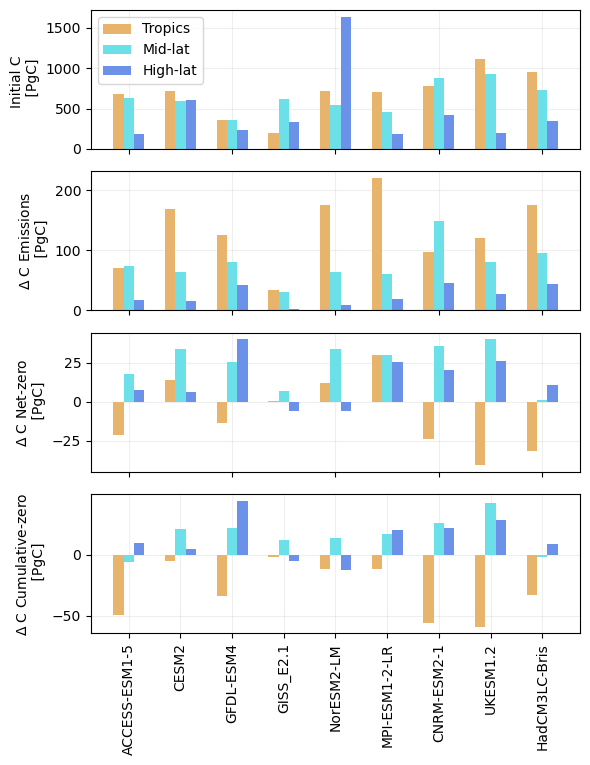 Initial C
[PgC]
1500
1000
500
0
Tropics
Mid-lat
High-lat
Δ C Emissions
[PgC]
200
100
0
Δ C Net-zero
[PgC]
25
0
−25
Δ C Cumulative-zero
[PgC]
0
−50
ACCESS-ESM1-5
CESM2
GFDL-ESM4
GISS_E2.1
NorESM2-LM
MPI-ESM1-2-LR
CNRM-ESM2-1
UKESM1.2
HadCM3LC-Bris